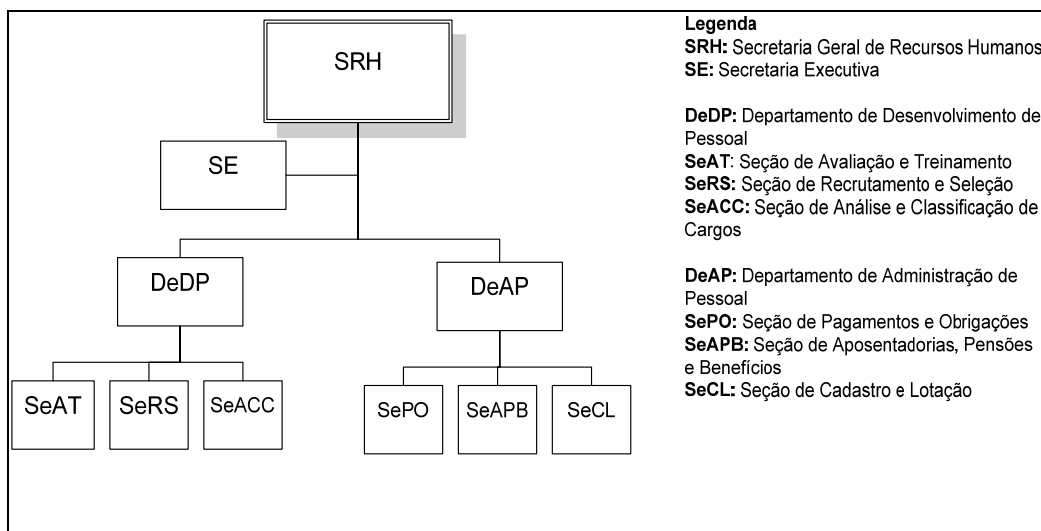 SRH
SE
DeDP
DeAP
SeAT
SeRS
SeACC
SePO
SeAPB
SeCL
Legenda
SRH: Secretaria Geral de Recursos Humanos
SE: Secretaria Executiva
DeDP: Departamento de Desenvolvimento de
Pessoal
SeAT: Seção de Avaliação e Treinamento
SeRS: Seção de Recrutamento e Seleção
SeACC: Seção de Análise e Classificação de
Cargos
DeAP: Departamento de Administração de
Pessoal
SePO: Seção de Pagamentos e Obrigações
SeAPB: Seção de Aposentadorias, Pensões
e Benefícios
SeCL: Seção de Cadastro e Lotação